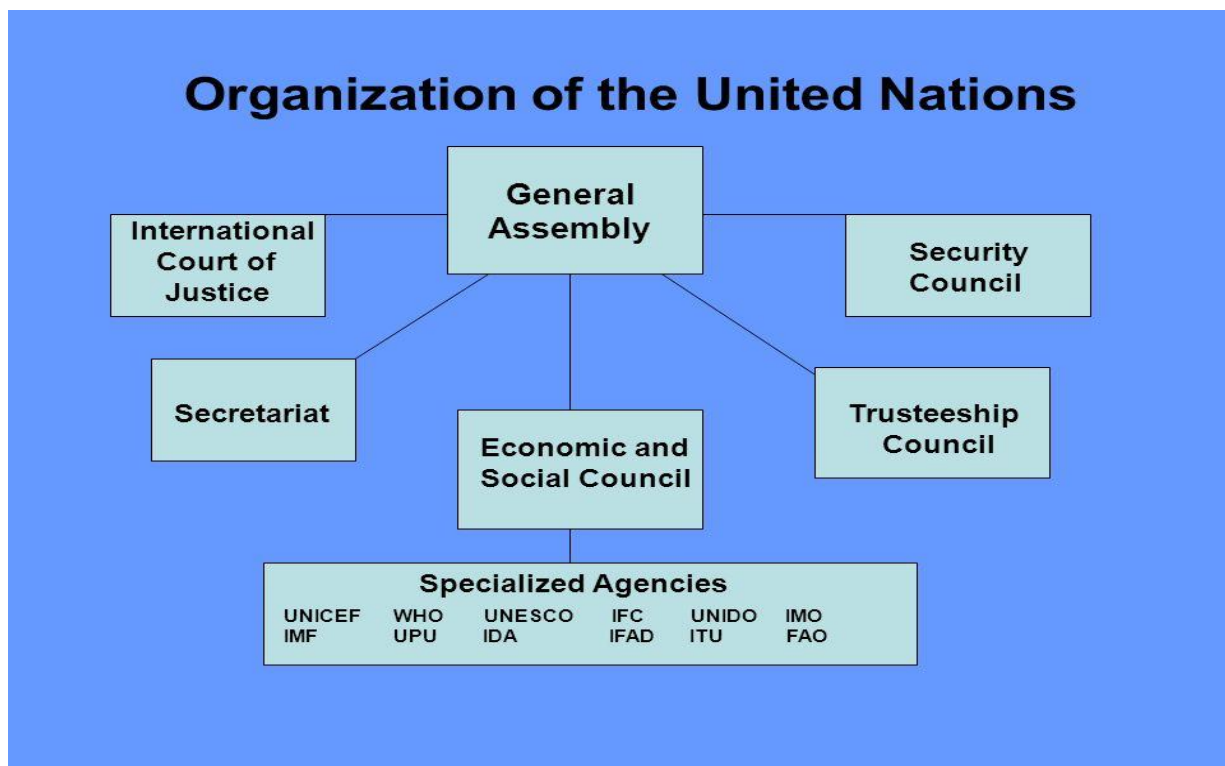 Organization of the United Nations
General
Assembly
International
Court of
Justice
Security
Council
Secretariat
Economic and
Social Council
Trusteeship
Council
Specialized Agencies
UNICEF WHO UNESCO IFC UNIDO IMO
IMF UPU IDA IFAD ITU FAO